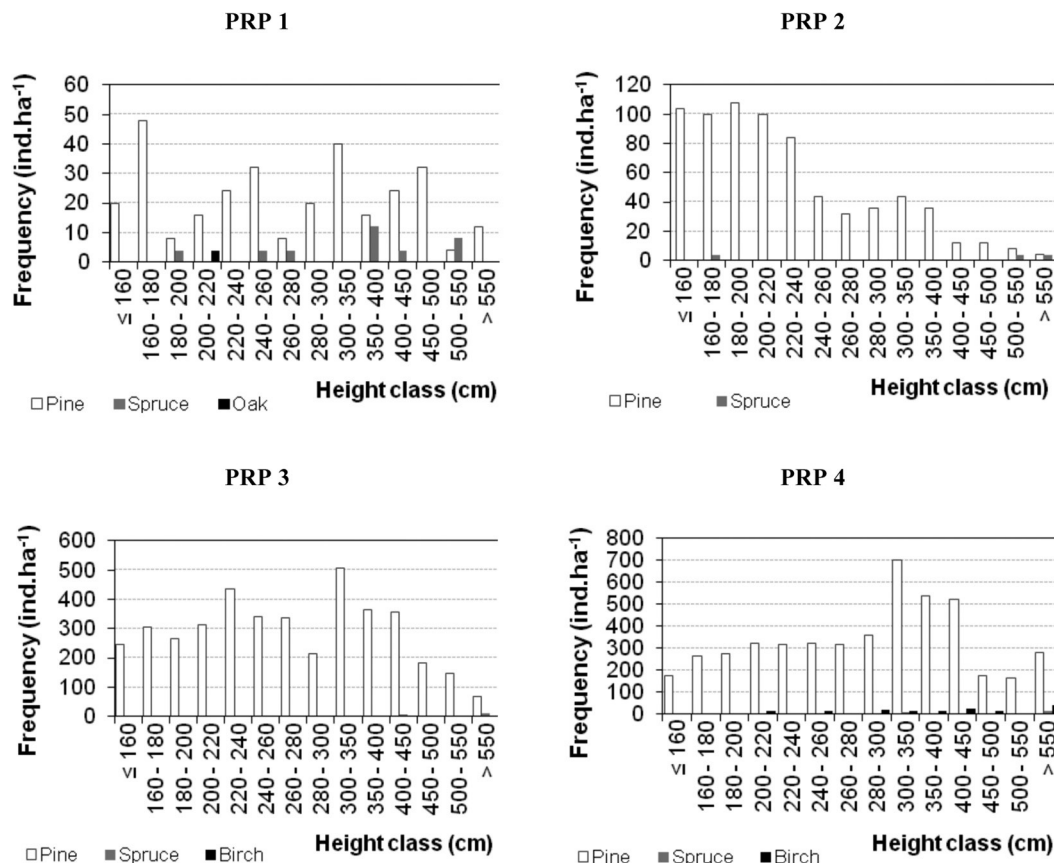 PRP 1
Frequency (ind.ha⁻¹)
60
50
40
30
20
10
0
≤ 160
160 - 180
180 - 200
200 - 220
220 - 240
240 - 260
260 - 280
280 - 300
300 - 350
350 - 400
400 - 450
450 - 500
500 - 550
> 550
Height class (cm)
Pine Spruce Oak
PRP 2
Frequency (ind.ha⁻¹)
120
100
80
60
40
20
0
≤ 160
160 - 180
180 - 200
200 - 220
220 - 240
240 - 260
260 - 280
280 - 300
300 - 350
350 - 400
400 - 450
450 - 500
500 - 550
> 550
Height class (cm)
Pine Spruce
PRP 3
Frequency (ind.ha⁻¹)
600
500
400
300
200
100
0
≤ 160
160 - 180
180 - 200
200 - 220
220 - 240
240 - 260
260 - 280
280 - 300
300 - 350
350 - 400
400 - 450
450 - 500
500 - 550
> 550
Height class (cm)
Pine Spruce Birch
PRP 4
Frequency (ind.ha⁻¹)
800
700
600
500
400
300
200
100
0
≤ 160
160 - 180
180 - 200
200 - 220
220 - 240
240 - 260
260 - 280
280 - 300
300 - 350
350 - 400
400 - 450
450 - 500
500 - 550
> 550
Height class (cm)
Pine Spruce Birch